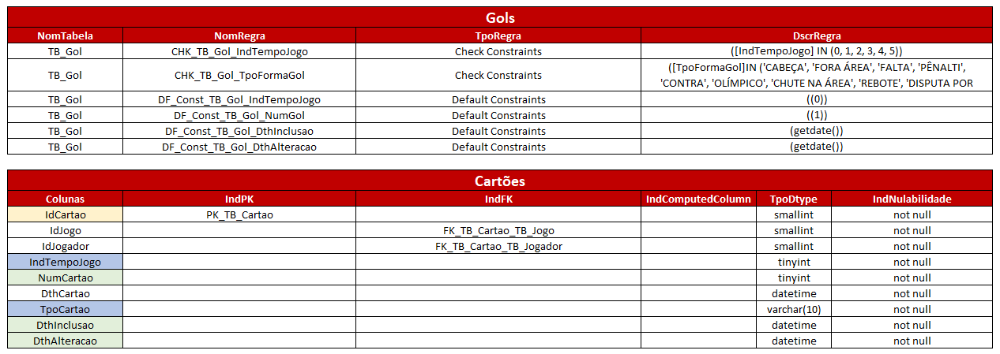 Gols
NomTabela NomRegra TpoRegra DscrRegra
TB_Gol CHK_TB_Gol_IndTempoJogo Check Constraints ([IndTempoJogo] IN (0, 1, 2, 3, 4, 5))
TB_Gol CHK_TB_Gol_TpoFormaGol Check Constraints ([TpoFormaGol]IN ('CABEÇA', 'FORA ÁREA', 'FALTA', 'PÊNALTI',
'CONTRA', 'OLÍMPICO', 'CHUTE NA ÁREA', 'REBOTE', 'DISPUTA POR
TB_Gol DF_Const_TB_Gol_IndTempoJogo Default Constraints ((0))
TB_Gol DF_Const_TB_Gol_NumGol Default Constraints ((1))
TB_Gol DF_Const_TB_Gol_DthInclusao Default Constraints (getdate())
TB_Gol DF_Const_TB_Gol_DthAlteracao Default Constraints (getdate())
Cartões
Colunas IndPK IndFK IndComputedColumn TpoDtype IndNulabilidade
IdCartao PK_TB_Cartao smallint not null
IdJogo FK_TB_Cartao_TB_Jogo smallint not null
IdJogador FK_TB_Cartao_TB_Jogador smallint not null
IndTempoJogo tinyint not null
NumCartao tinyint not null
DthCartao datetime not null
TpoCartao varchar(10) not null
DthInclusao datetime not null
DthAlteracao datetime not null